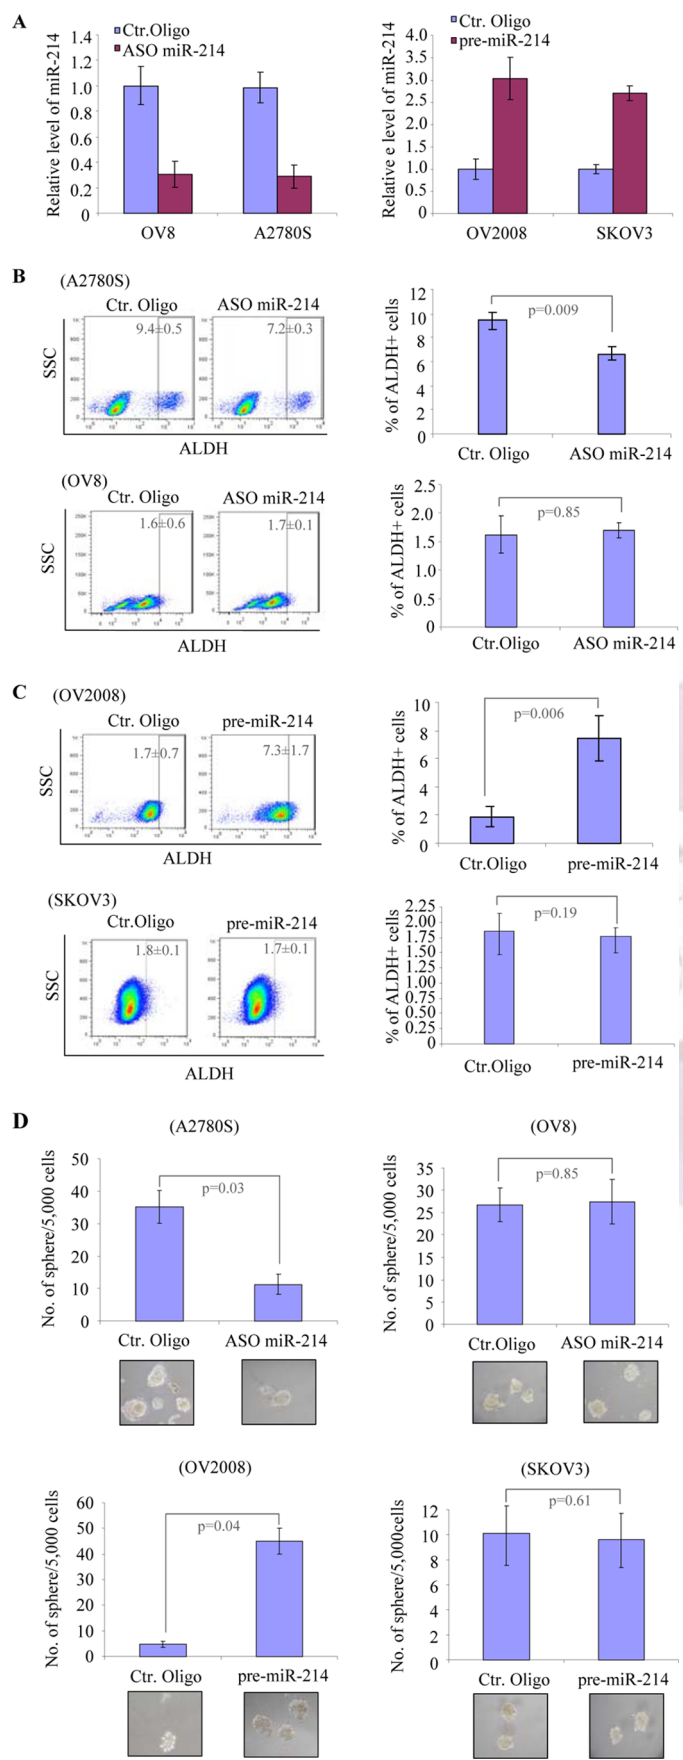 A
Ctr.Oligo
ASO miR-214
Relative level of miR-214
1.4
1.2
1.0
0.8
0.6
0.4
0.2
0
OV8 A2780S
Ctr. Oligo
pre-miR-214
Relative e level of miR-214
4.0
3.5
3.0
2.5
2.0
1.5
1.0
0.5
0
OV2008 SKOV3
B
(A2780S)
Ctr. Oligo ASO miR-214
9.4±0.5 7.2±0.3
SSC
ALDH
% of ALDH+ cells
12
10
8
6
4
2
0
p=0.009
Ctr. Oligo ASO miR-214
(OV8)
Ctr. Oligo ASO miR-214
1.6±0.6 1.7±0.1
SSC
ALDH
% of ALDH+ cells
2.5
2.0
1.5
1.0
0.5
0
p=0.85
Ctr.Oligo ASO miR-214
C
(OV2008)
Ctr. Oligo pre-miR-214
1.7±0.7 7.3±1.7
SSC
ALDH
% of ALDH+ cells
10
8
6
4
2
0
p=0.006
Ctr.Oligo pre-miR-214
(SKOV3)
Ctr.Oligo pre-miR-214
1.8±0.1 1.7±0.1
SSC
ALDH
% of ALDH+ cells
2.25
2.00
1.75
1.50
1.25
1.00
0.75
0.50
0.25
0
p=0.19
Ctr.Oligo pre-miR-214
D
(A2780S)
No. of sphere/5,000 cells
50
40
30
20
10
0
p=0.03
Ctr. Oligo ASO miR-214
(OV8)
No. of sphere/5,000 cells
35
30
25
20
15
10
5
0
p=0.85
Ctr.Oligo ASO miR-214
(OV2008)
No. of sphere/5,000 cells
60
50
40
30
20
10
0
p=0.04
Ctr. Oligo pre-miR-214
(SKOV3)
No. of sphere/5,000cells
12
10
8
6
4
2
0
p=0.61
Ctr. Oligo pre-miR-214